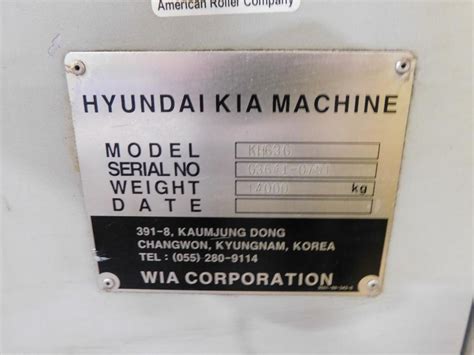 American Roller Company
HYUNDAI KIA MACHINE
MODEL KH63G
SERIAL NO
WEIGHT 14000 kg
DATE
391-8, KAUMJUNG DONG
CHANGWON, KYUNGNAM, KOREA
TEL : (055) 280-9114
WIA CORPORATION